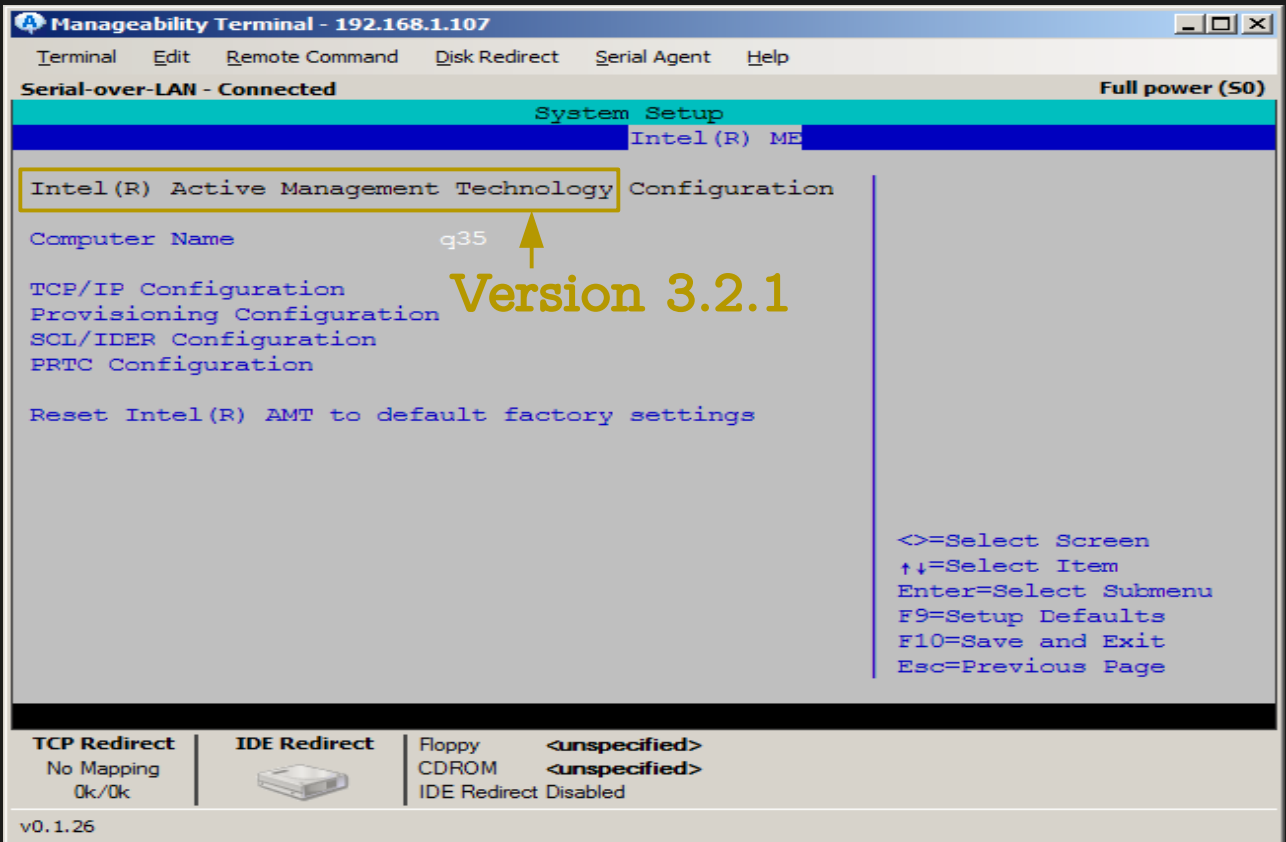 Manageability Terminal - 192.168.1.107
Terminal Edit Remote Command Disk Redirect Serial Agent Help
Serial-over-LAN - Connected Full power (S0)
System Setup
Intel(R) ME
Intel(R) Active Management Technology Configuration
Computer Name q35
Version 3.2.1
TCP/IP Configuration
Provisioning Configuration
SCL/IDER Configuration
PRTC Configuration
Reset Intel(R) AMT to default factory settings
<>=Select Screen
↑↓=Select Item
Enter=Select Submenu
F9=Setup Defaults
F10=Save and Exit
Esc=Previous Page
TCP Redirect IDE Redirect Floppy <unspecified>
No Mapping CDROM <unspecified>
0k/0k IDE Redirect Disabled
v0.1.26